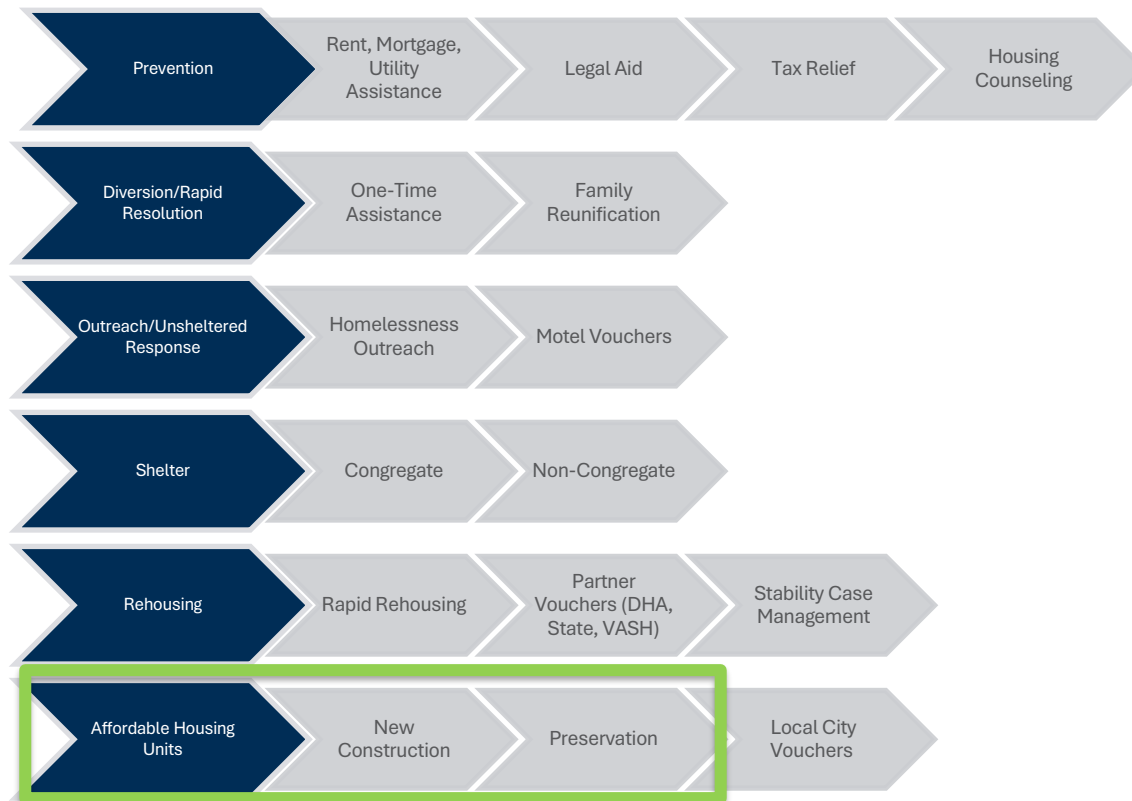 Prevention
Rent, Mortgage,
Utility
Assistance
Legal Aid
Tax Relief
Housing
Counseling
Diversion/Rapid
Resolution
One-Time
Assistance
Family
Reunification
Outreach/Unsheltered
Response
Homelessness
Outreach
Motel Vouchers
Shelter
Congregate
Non-Congregate
Rehousing
Rapid Rehousing
Partner
Vouchers (DHA,
State, VASH)
Stability Case
Management
Affordable Housing
Units
New
Construction
Preservation
Local City
Vouchers